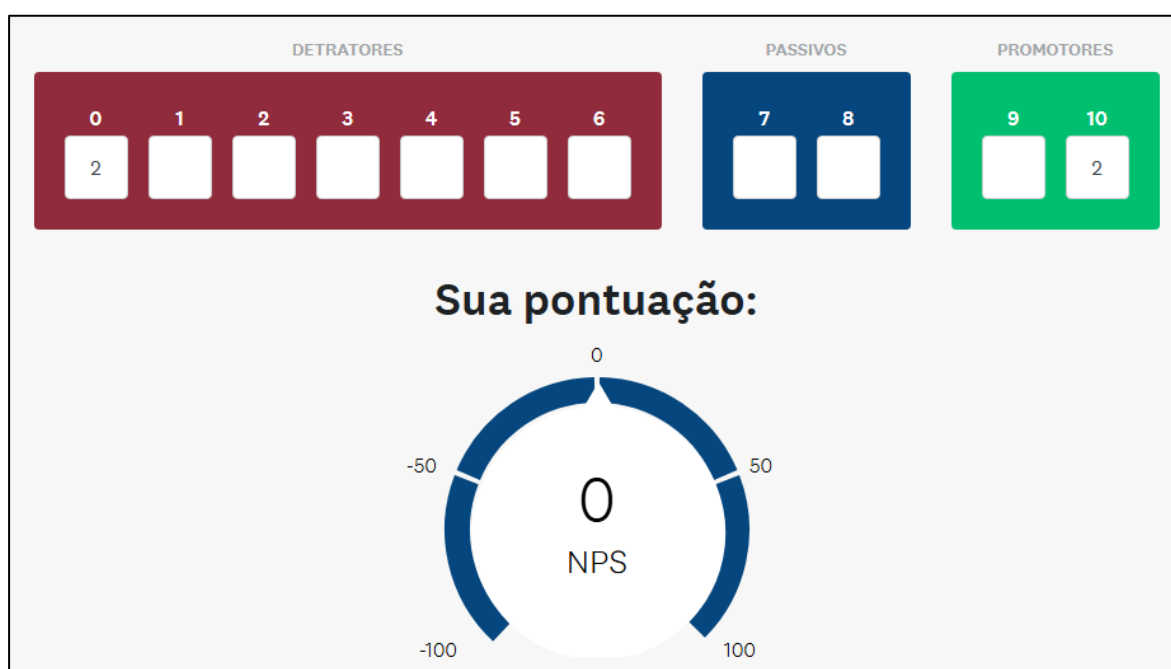 DETRATORES PASSIVOS PROMOTORES
0 1 2 3 4 5 6 7 8 9 10
2 2
Sua pontuação:
0
-50 50
0
NPS
-100 100